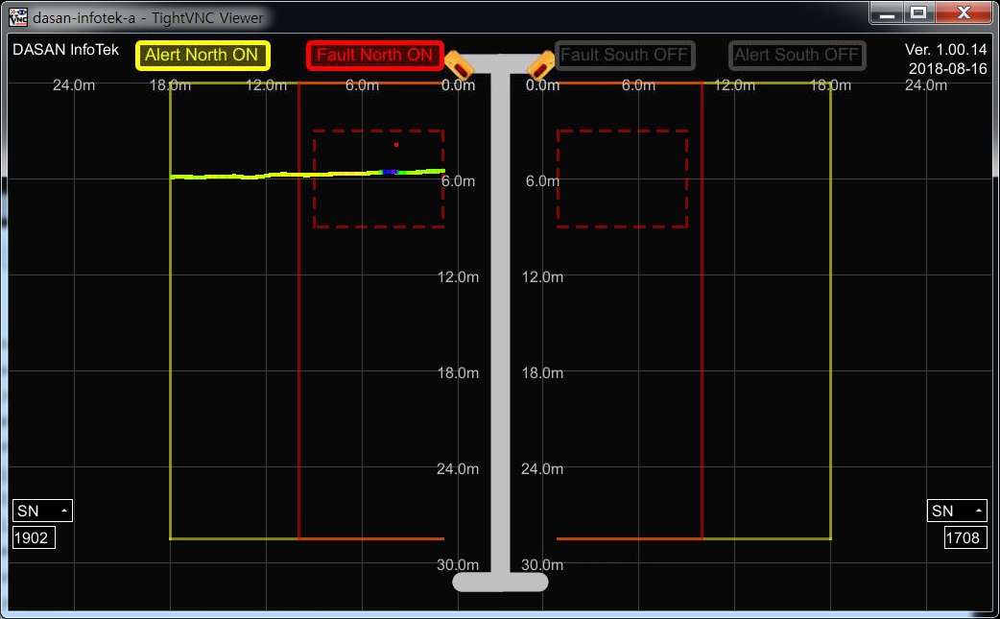 dasan-infotek-a - TightVNC Viewer
DASAN InfoTek
Alert North ON
Fault North ON
Fault South OFF
Alert South OFF
Ver. 1.00.14
2018-08-16
24.0m 18.0m 12.0m 6.0m 0.0m 0.0m 6.0m 12.0m 18.0m 24.0m
6.0m 6.0m
12.0m 12.0m
18.0m 18.0m
24.0m 24.0m
SN SN
1902 1708
30.0m 30.0m